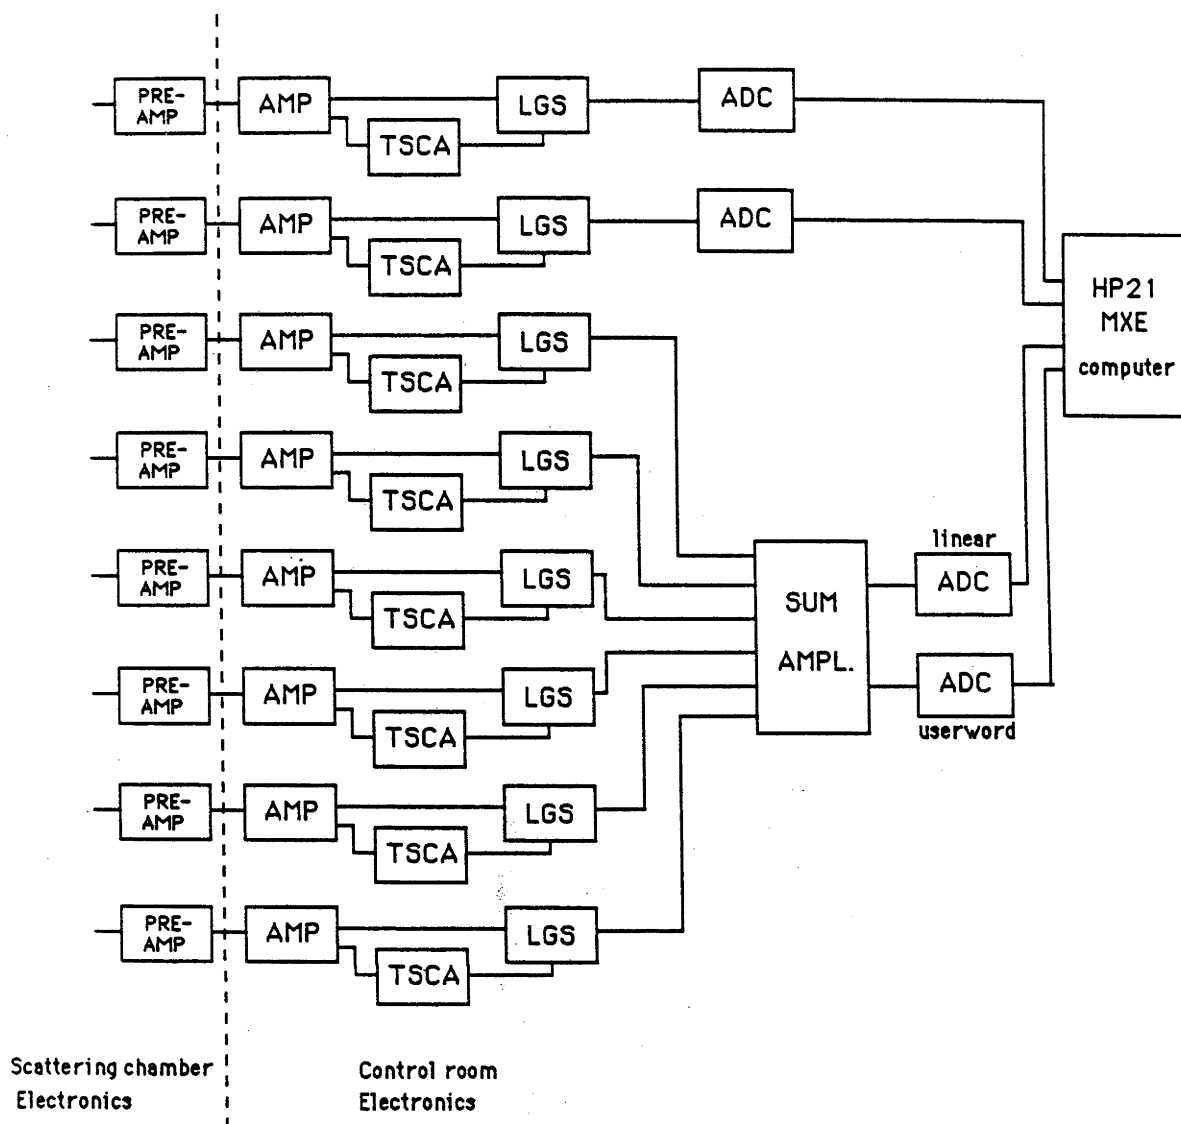 PRE-
AMP
AMP
TSCA
LGS
ADC
PRE-
AMP
AMP
TSCA
LGS
ADC
HP21
MXE
computer
PRE-
AMP
AMP
TSCA
LGS
PRE-
AMP
AMP
TSCA
LGS
PRE-
AMP
AMP
TSCA
LGS
SUM
AMPL.
linear
ADC
ADC
userword
PRE-
AMP
AMP
TSCA
LGS
PRE-
AMP
AMP
TSCA
LGS
PRE-
AMP
AMP
TSCA
LGS
Scattering chamber
Electronics
Control room
Electronics